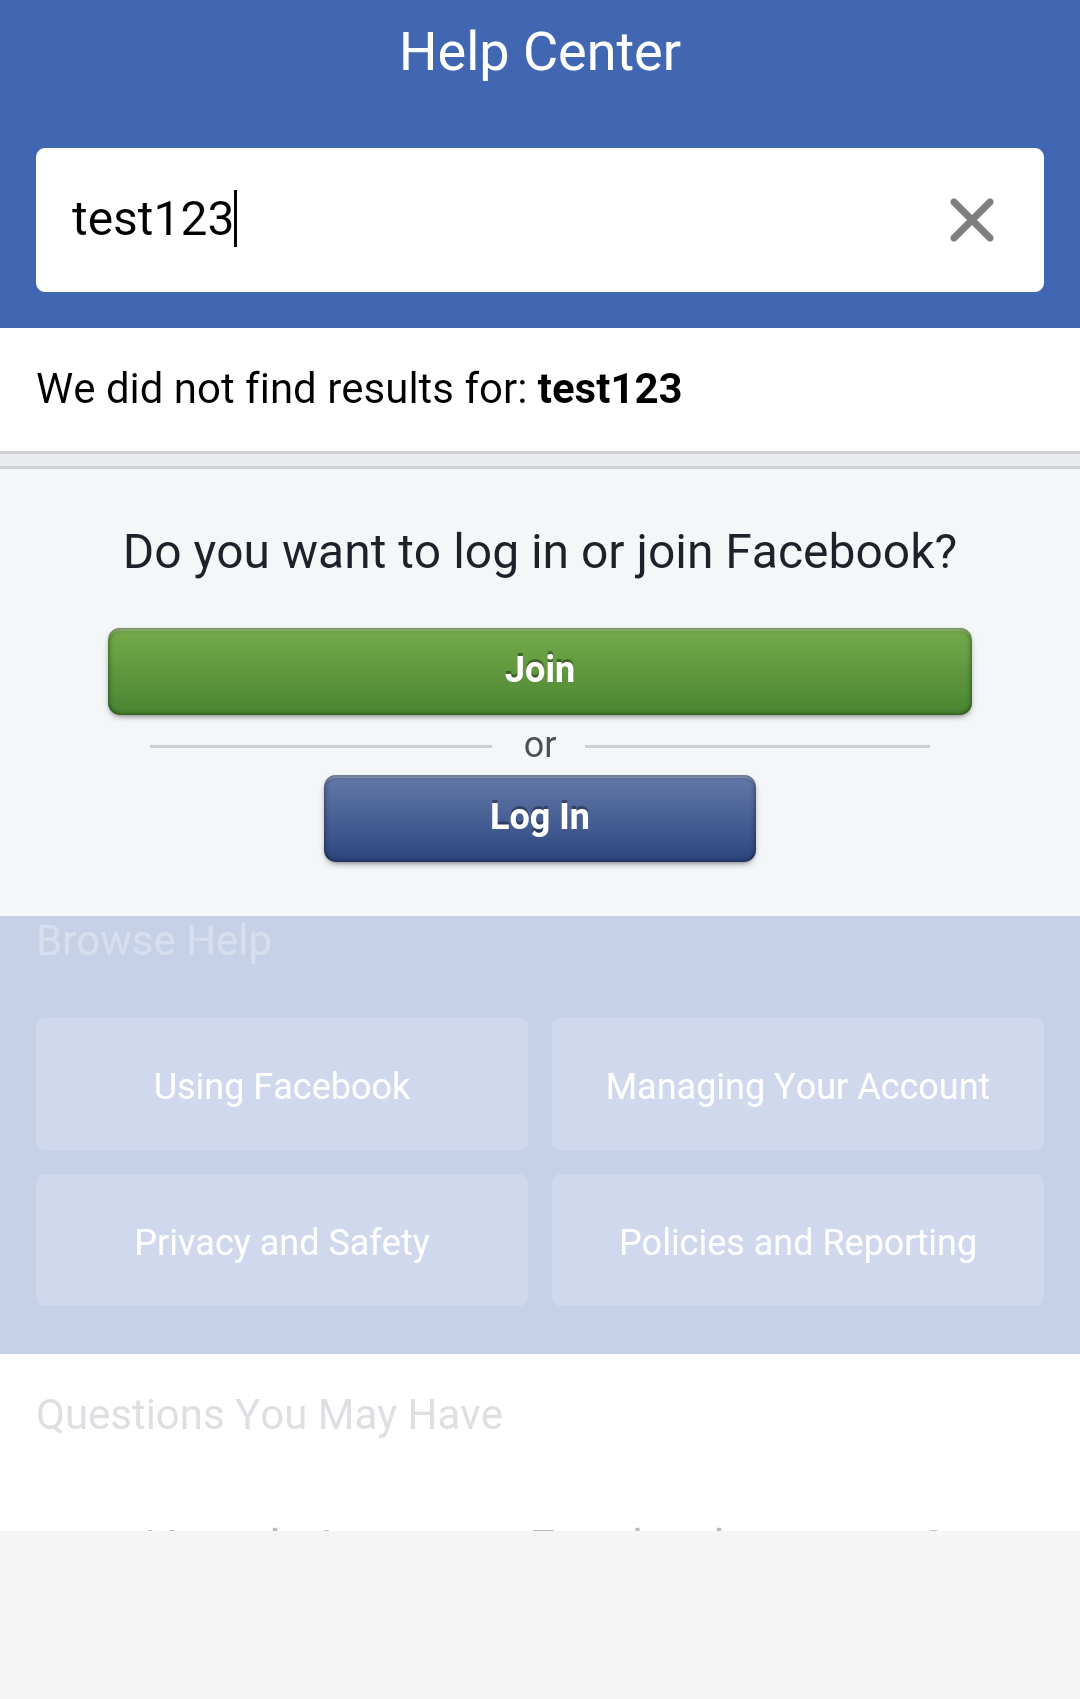 Help Center
test123
We did not find results for: test123
Do you want to log in or join Facebook?
Join
or
Log In
Browse Help
Using Facebook
Managing Your Account
Privacy and Safety
Policies and Reporting
Questions You May Have